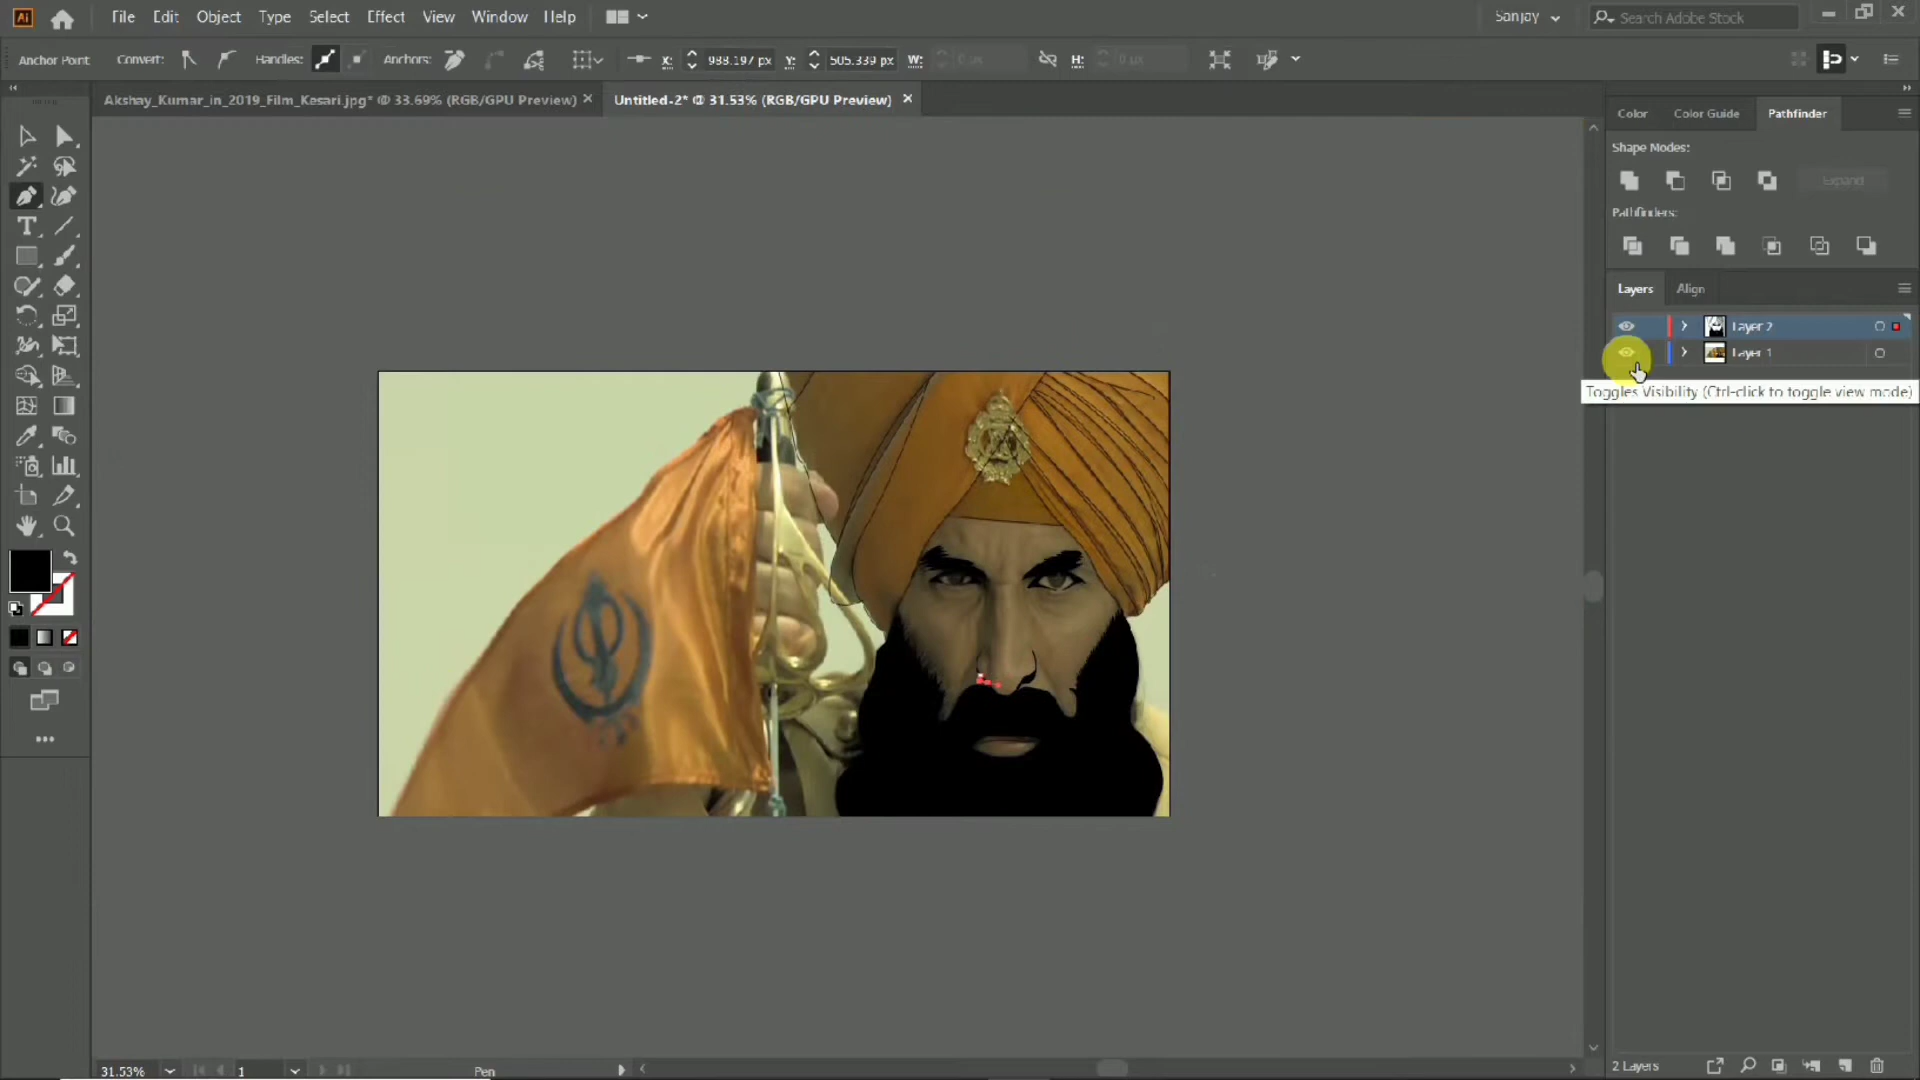 Ai File Edit Object Type Select Effect View Window Help Sanjay Search Adobe Stock
Anchor Point Convert: Handles: Anchors: X: 988.197 px Y: 505.339 px W: 0 px H: 0 px
Akshay_Kumar_in_2019_Film_Kesari.jpg* @ 33.69% (RGB/GPU Preview) Untitled-2* @ 31.53% (RGB/GPU Preview)
Color Color Guide Pathfinder
Shape Modes:
Expand
Pathfinders:
Layers Align
Layer 2
Layer 1
Toggles Visibility (Ctrl-click to toggle view mode)
2 Layers
31.53% 1 Pen